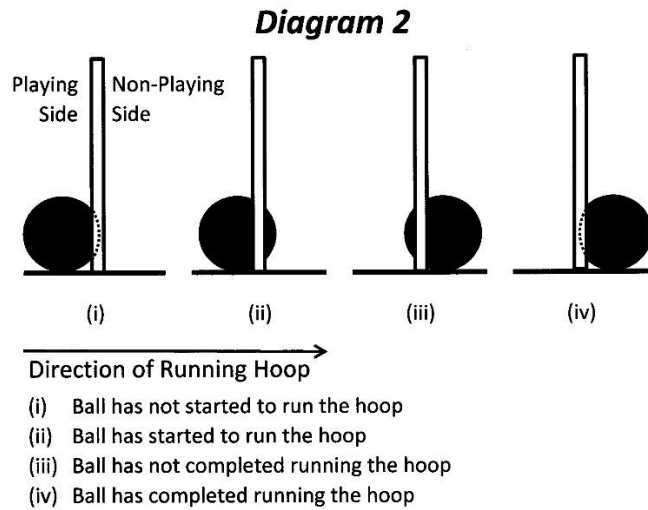 Diagram 2
Playing Side
Non-Playing Side
(i)
(ii)
(iii)
(iv)
Direction of Running Hoop
(i) Ball has not started to run the hoop
(ii) Ball has started to run the hoop
(iii) Ball has not completed running the hoop
(iv) Ball has completed running the hoop